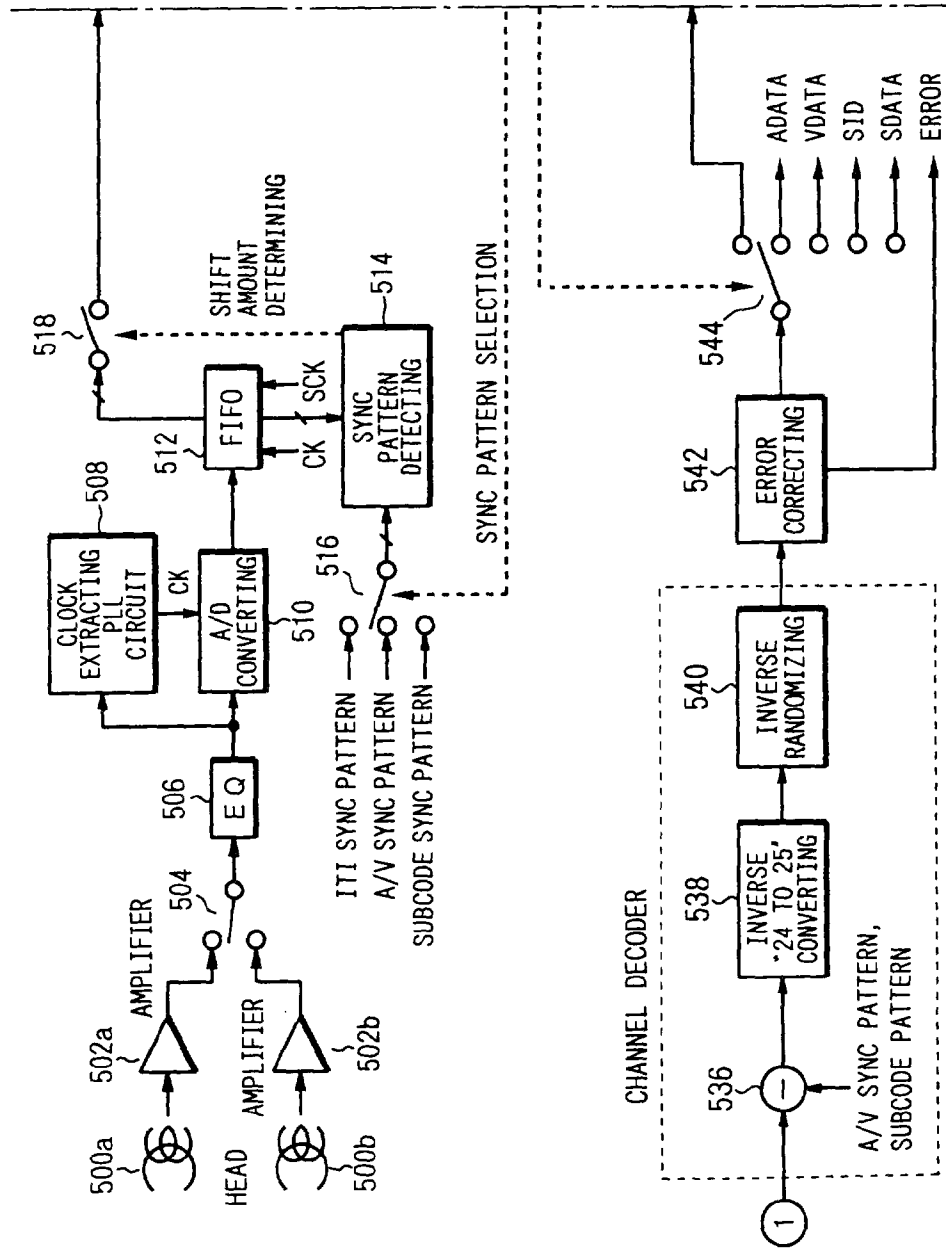 500a
500b
HEAD
502a
AMPLIFIER
AMPLIFIER
502b
504
506
EQ
508
CLOCK
EXTRACTING
PLL
CIRCUIT
CK
A/D
CONVERTING
510
512
FIFO
CK
SCK
518
SHIFT
AMOUNT
DETERMINING
514
SYNC
PATTERN
DETECTING
516
ITI SYNC PATTERN
A/V SYNC PATTERN
SUBCODE SYNC PATTERN
SYNC PATTERN SELECTION
CHANNEL DECODER
1
536
−
A/V SYNC PATTERN,
SUBCODE PATTERN
538
INVERSE
"24 TO 25"
CONVERTING
540
INVERSE
RANDOMIZING
542
ERROR
CORRECTING
544
ADATA
VDATA
SID
SDATA
ERROR